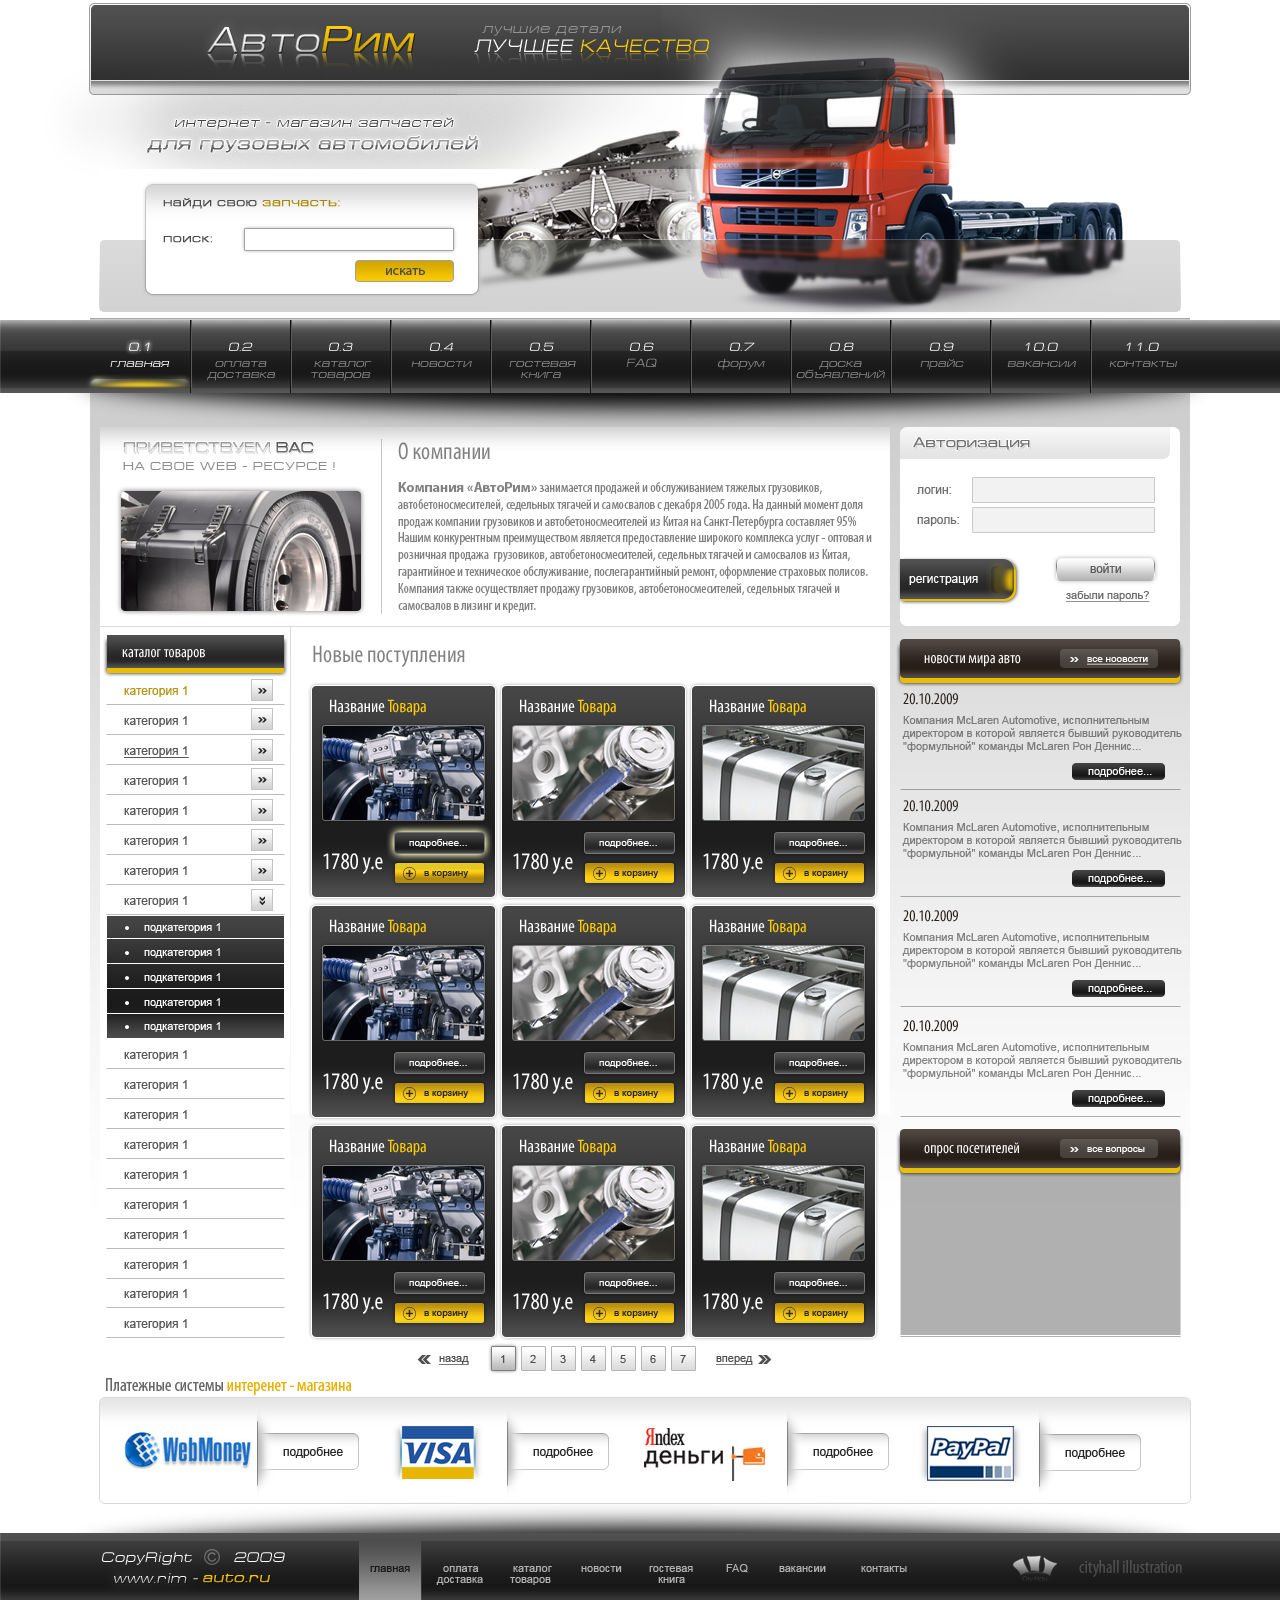 АвтоРим
лучшие детали
ЛУЧШЕЕ КАЧЕСТВО
интернет - магазин запчастей
для грузовых автомобилей
найди свою запчасть:
поиск:
искать
0.1 главная
0.2 оплата доставка
0.3 каталог товаров
0.4 новости
0.5 гостевая книга
0.6 FAQ
0.7 форум
0.8 доска объявлений
0.9 прайс
10.0 вакансии
11.0 контакты
ПРИВЕТСТВУЕМ ВАС
НА СВОЕ WEB - РЕСУРСЕ !
О компании
Компания «АвтоРим» занимается продажей и обслуживанием тяжелых грузовиков,
автобетоносмесителей, седельных тягачей и самосвалов с декабря 2005 года. На данный момент доля
продаж компании грузовиков и автобетоносмесителей из Китая на Санкт-Петербурга составляет 95%
Нашим конкурентным преимуществом является предоставление широкого комплекса услуг - оптовая и
розничная продажа грузовиков, автобетоносмесителей, седельных тягачей и самосвалов из Китая,
гарантийное и техническое обслуживание, послегарантийный ремонт, оформление страховых полисов.
Компания также осуществляет продажу грузовиков, автобетоносмесителей, седельных тягачей и
самосвалов в лизинг и кредит.
Авторизация
логин:
пароль:
регистрация
войти
забыли пароль?
каталог товаров
категория 1
категория 1
категория 1
категория 1
категория 1
категория 1
категория 1
категория 1
подкатегория 1
подкатегория 1
подкатегория 1
подкатегория 1
подкатегория 1
категория 1
категория 1
категория 1
категория 1
категория 1
категория 1
категория 1
категория 1
категория 1
категория 1
Новые поступления
Название Товара
подробнее...
1780 у.е
в корзину
Название Товара
подробнее...
1780 у.е
в корзину
Название Товара
подробнее...
1780 у.е
в корзину
Название Товара
подробнее...
1780 у.е
в корзину
Название Товара
подробнее...
1780 у.е
в корзину
Название Товара
подробнее...
1780 у.е
в корзину
Название Товара
подробнее...
1780 у.е
в корзину
Название Товара
подробнее...
1780 у.е
в корзину
Название Товара
подробнее...
1780 у.е
в корзину
назад 1 2 3 4 5 6 7 вперед
новости мира авто
все ноовости
20.10.2009
Компания McLaren Automotive, исполнительным
директором в которой является бывший руководитель
"формульной" команды McLaren Рон Деннис...
подробнее...
20.10.2009
Компания McLaren Automotive, исполнительным
директором в которой является бывший руководитель
"формульной" команды McLaren Рон Деннис...
подробнее...
20.10.2009
Компания McLaren Automotive, исполнительным
директором в которой является бывший руководитель
"формульной" команды McLaren Рон Деннис...
подробнее...
20.10.2009
Компания McLaren Automotive, исполнительным
директором в которой является бывший руководитель
"формульной" команды McLaren Рон Деннис...
подробнее...
опрос посетителей
все вопросы
Платежные системы интеренет - магазина
WebMoney
подробнее
VISA
подробнее
Яndex
деньги
подробнее
PayPal
подробнее
CopyRight © 2009
www.rim - auto.ru
главная
оплата доставка
каталог товаров
новости
гостевая книга
FAQ
вакансии
контакты
cityhall illustration